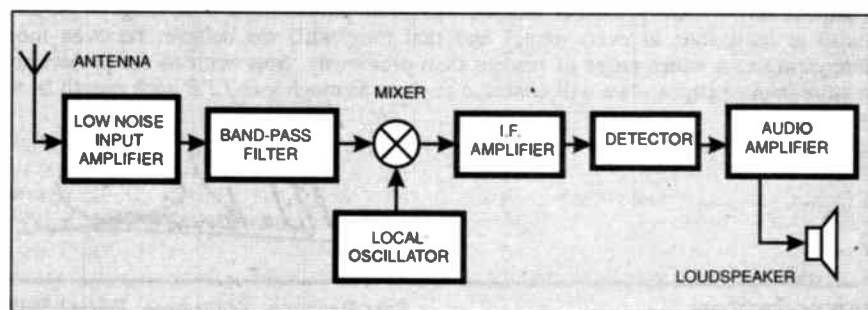 ANTENNA
LOW NOISE
INPUT
AMPLIFIER
BAND-PASS
FILTER
MIXER
LOCAL
OSCILLATOR
I.F.
AMPLIFIER
DETECTOR
AUDIO
AMPLIFIER
LOUDSPEAKER